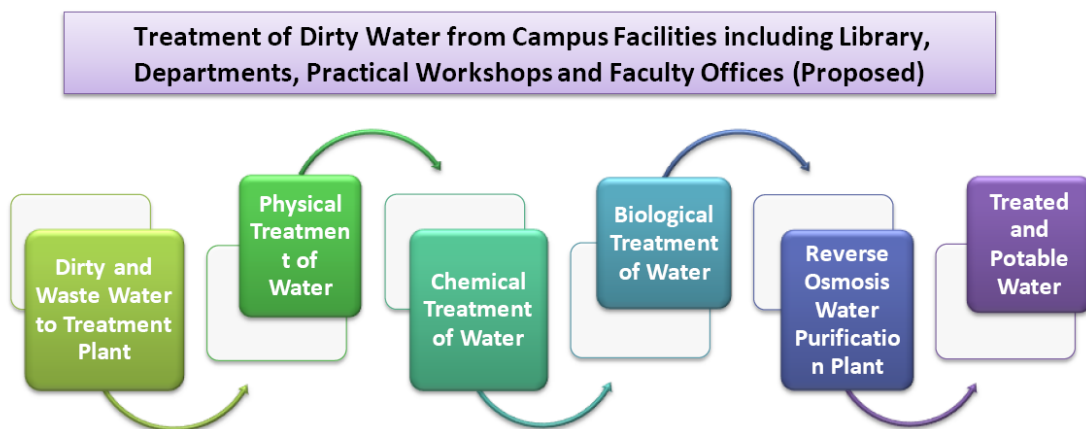 Treatment of Dirty Water from Campus Facilities including Library,
Departments, Practical Workshops and Faculty Offices (Proposed)
Dirty and
Waste Water
to Treatment
Plant
Physical
Treatmen
t of
Water
Chemical
Treatment
of Water
Biological
Treatment
of Water
Reverse
Osmosis
Water
Purificatio
n Plant
Treated
and
Potable
Water